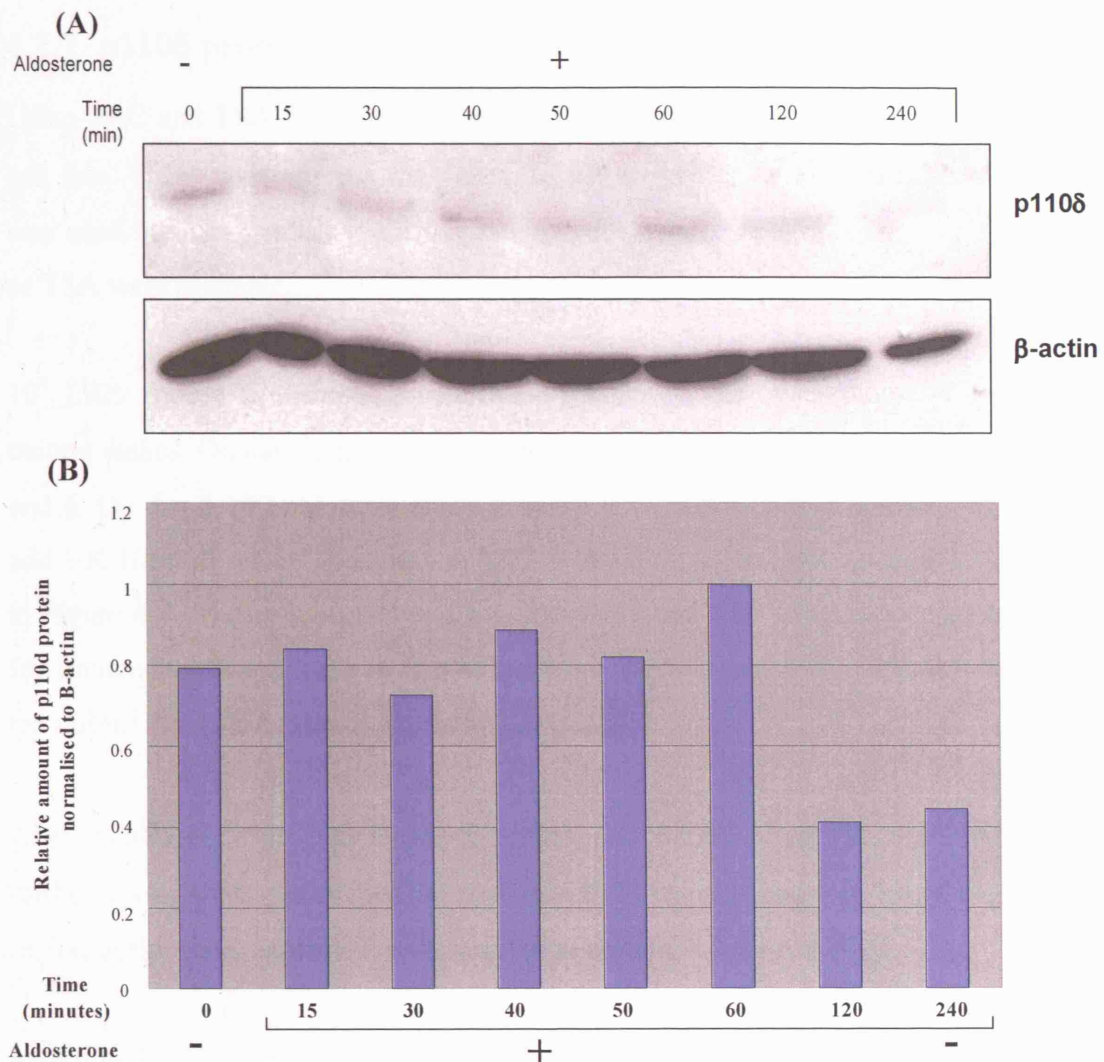 (A)
Aldosterone - +
Time (min) 0 15 30 40 50 60 120 240
p110δ
β-actin
(B)
Relative amount of p110d protein
normalised to B-actin
1.2
1
0.8
0.6
0.4
0.2
0
Time (minutes) 0 15 30 40 50 60 120 240
Aldosterone - + -